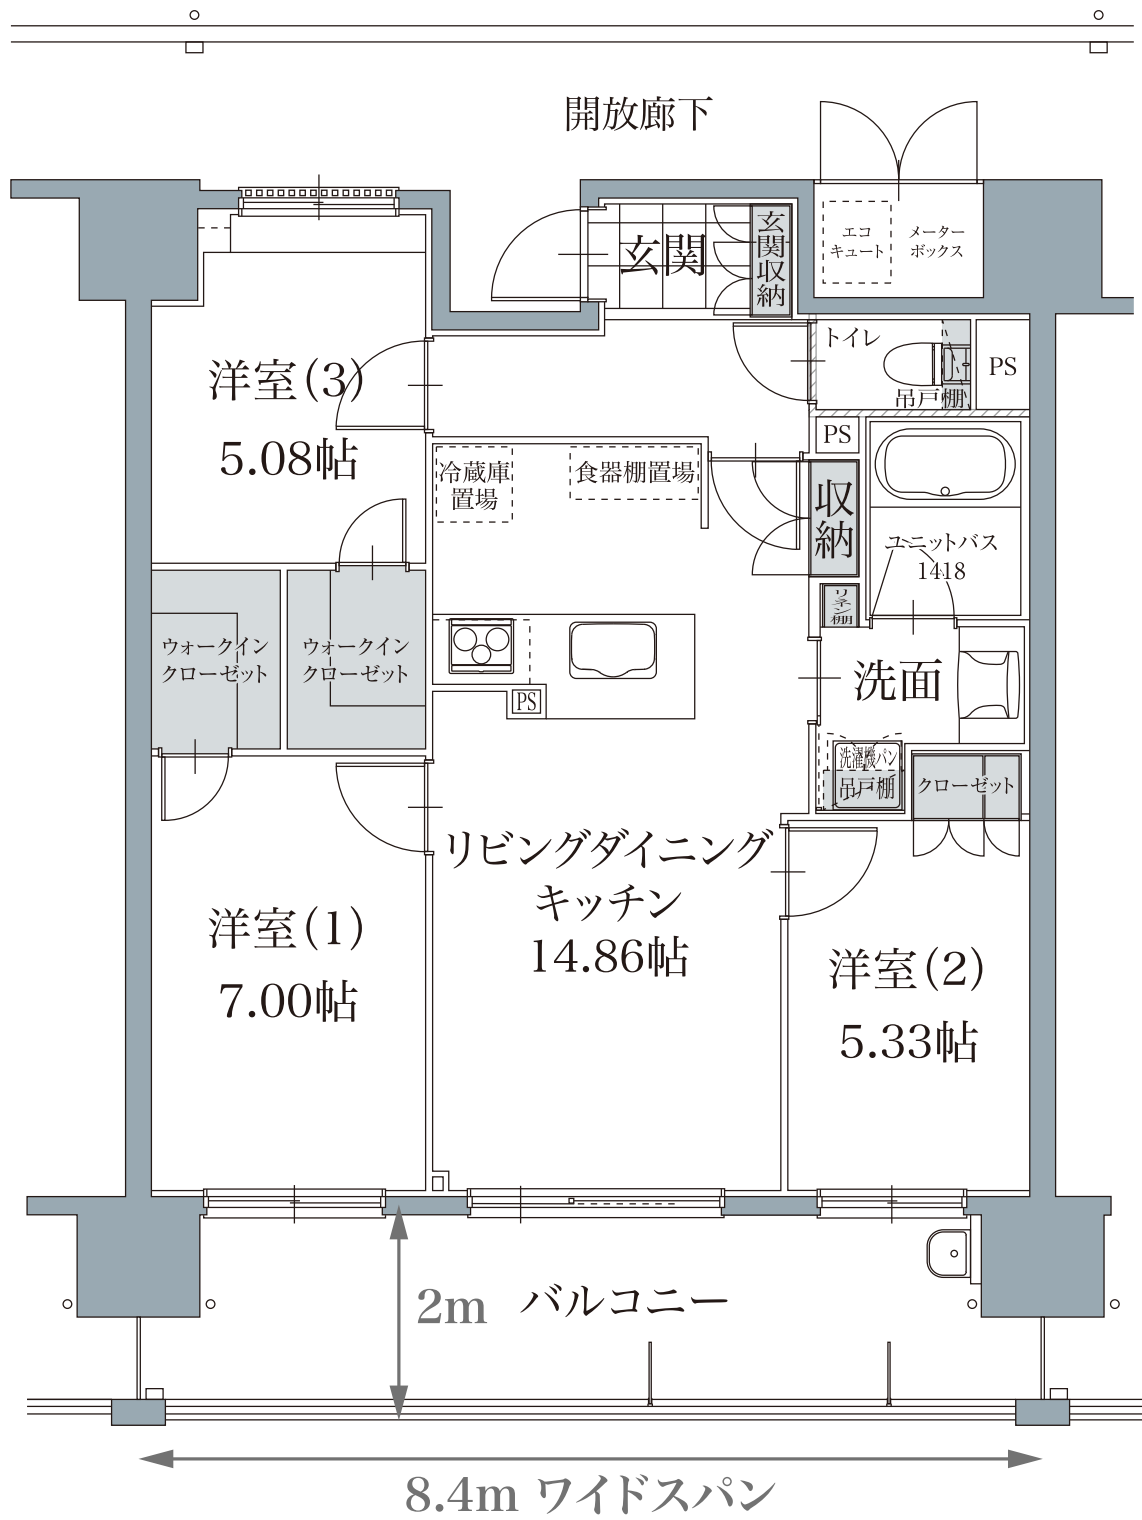 開放廊下
エコ
キュート
メーター
ボックス
玄関
玄関収納
トイレ
吊戸棚
PS
洋室(3)
5.08帖
冷蔵庫
置場
食器棚置場
PS
収納
ユニットバス
1418
リネン棚
ウォークイン
クローゼット
ウォークイン
クローゼット
PS
洗面
洗濯機パン
吊戸棚
クローゼット
リビングダイニング
キッチン
14.86帖
洋室(1)
7.00帖
洋室(2)
5.33帖
2m
バルコニー
8.4m ワイドスパン